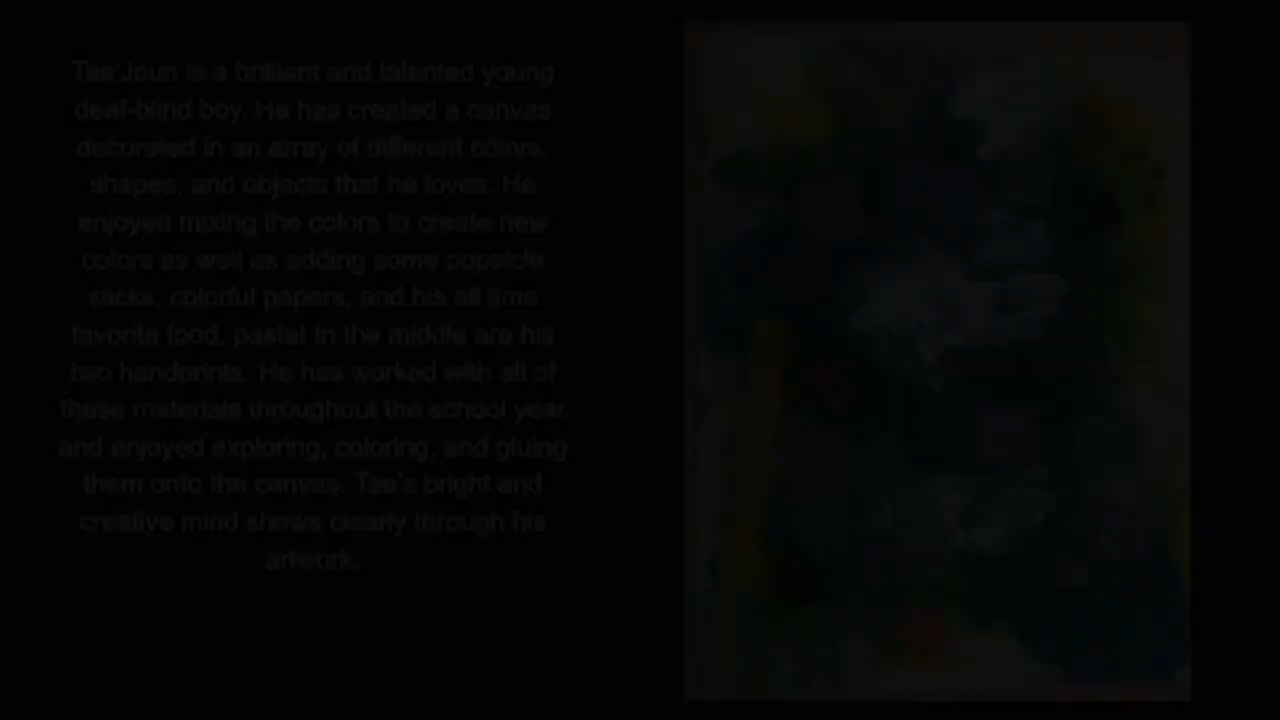 Tae Joun is a brilliant and talented young
deaf-blind boy. He has created a canvas
decorated in an array of different colors,
shapes, and objects that he loves. He
enjoyed mixing the colors to create new
colors as well as adding some popsicle
sticks, colorful papers, and his all time
favorite food, pasta! In the middle are his
two handprints. He has worked with all of
these materials throughout the school year
and enjoyed exploring, coloring, and gluing
them onto the canvas. Tae's bright and
creative mind shows clearly through his
artwork.